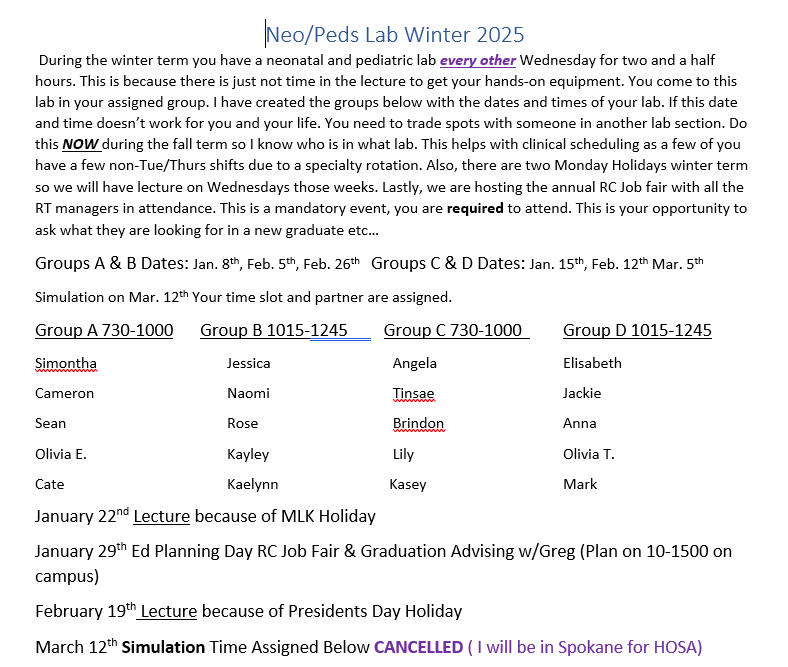 Neo/Peds Lab Winter 2025
During the winter term you have a neonatal and pediatric lab every other Wednesday for two and a half
hours. This is because there is just not time in the lecture to get your hands-on equipment. You come to this
lab in your assigned group. I have created the groups below with the dates and times of your lab. If this date
and time doesn't work for you and your life. You need to trade spots with someone in another lab section. Do
this NOW during the fall term so I know who is in what lab. This helps with clinical scheduling as a few of you
have a few non-Tue/Thurs shifts due to a specialty rotation. Also, there are two Monday Holidays winter term
so we will have lecture on Wednesdays those weeks. Lastly, we are hosting the annual RC Job fair with all the
RT managers in attendance. This is a mandatory event, you are required to attend. This is your opportunity to
ask what they are looking for in a new graduate etc…
Groups A & B Dates: Jan. 8th, Feb. 5th, Feb. 26th Groups C & D Dates: Jan. 15th, Feb. 12th Mar. 5th
Simulation on Mar. 12th Your time slot and partner are assigned.
Group A 730-1000 Group B 1015-1245 Group C 730-1000 Group D 1015-1245
Simontha Jessica Angela Elisabeth
Cameron Naomi Tinsae Jackie
Sean Rose Brindon Anna
Olivia E. Kayley Lily Olivia T.
Cate Kaelynn Kasey Mark
January 22nd Lecture because of MLK Holiday
January 29th Ed Planning Day RC Job Fair & Graduation Advising w/Greg (Plan on 10-1500 on
campus)
February 19th Lecture because of Presidents Day Holiday
March 12th Simulation Time Assigned Below CANCELLED ( I will be in Spokane for HOSA)